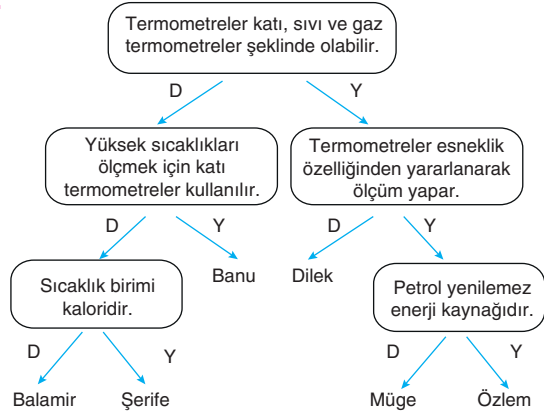 Termometreler katı, sıvı ve gaz
termometreler şeklinde olabilir.
D
Y
Yüksek sıcaklıkları
ölçmek için katı
termometreler kullanılır.
Termometreler esneklik
özelliğinden yararlanarak
ölçüm yapar.
D
Y
D
Y
Banu
Dilek
Sıcaklık birimi
kaloridir.
Petrol yenilemez
enerji kaynağıdır.
D
Y
D
Y
Balamir
Şerife
Müge
Özlem